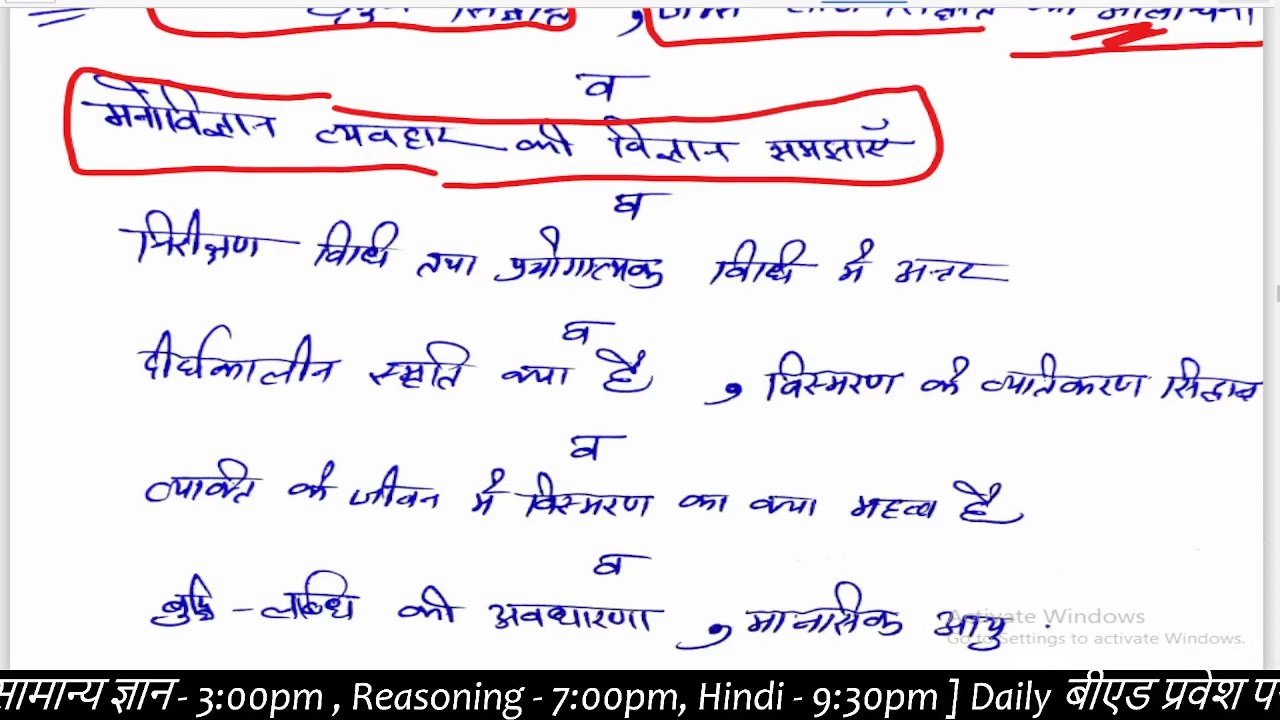 सिद्धान्त , की आलोचना
व
मनोविज्ञान व्यवहार की विज्ञान समझाएँ
व
निरीक्षण विधि तथा प्रयोगात्मक विधि में अन्तर
व
दीर्घकालीन स्मृति क्या है , विस्मरण के व्यतिकरण सिद्धान्त
व
व्यक्ति के जीवन में विस्मरण का क्या महत्व है
व
बुद्धि - लब्धि की अवधारणा , मानसिक आयु .
Activate Windows
Go to Settings to activate Windows.
सामान्य ज्ञान- 3:00pm , Reasoning - 7:00pm, Hindi - 9:30pm ] Daily बीएड प्रवेश प